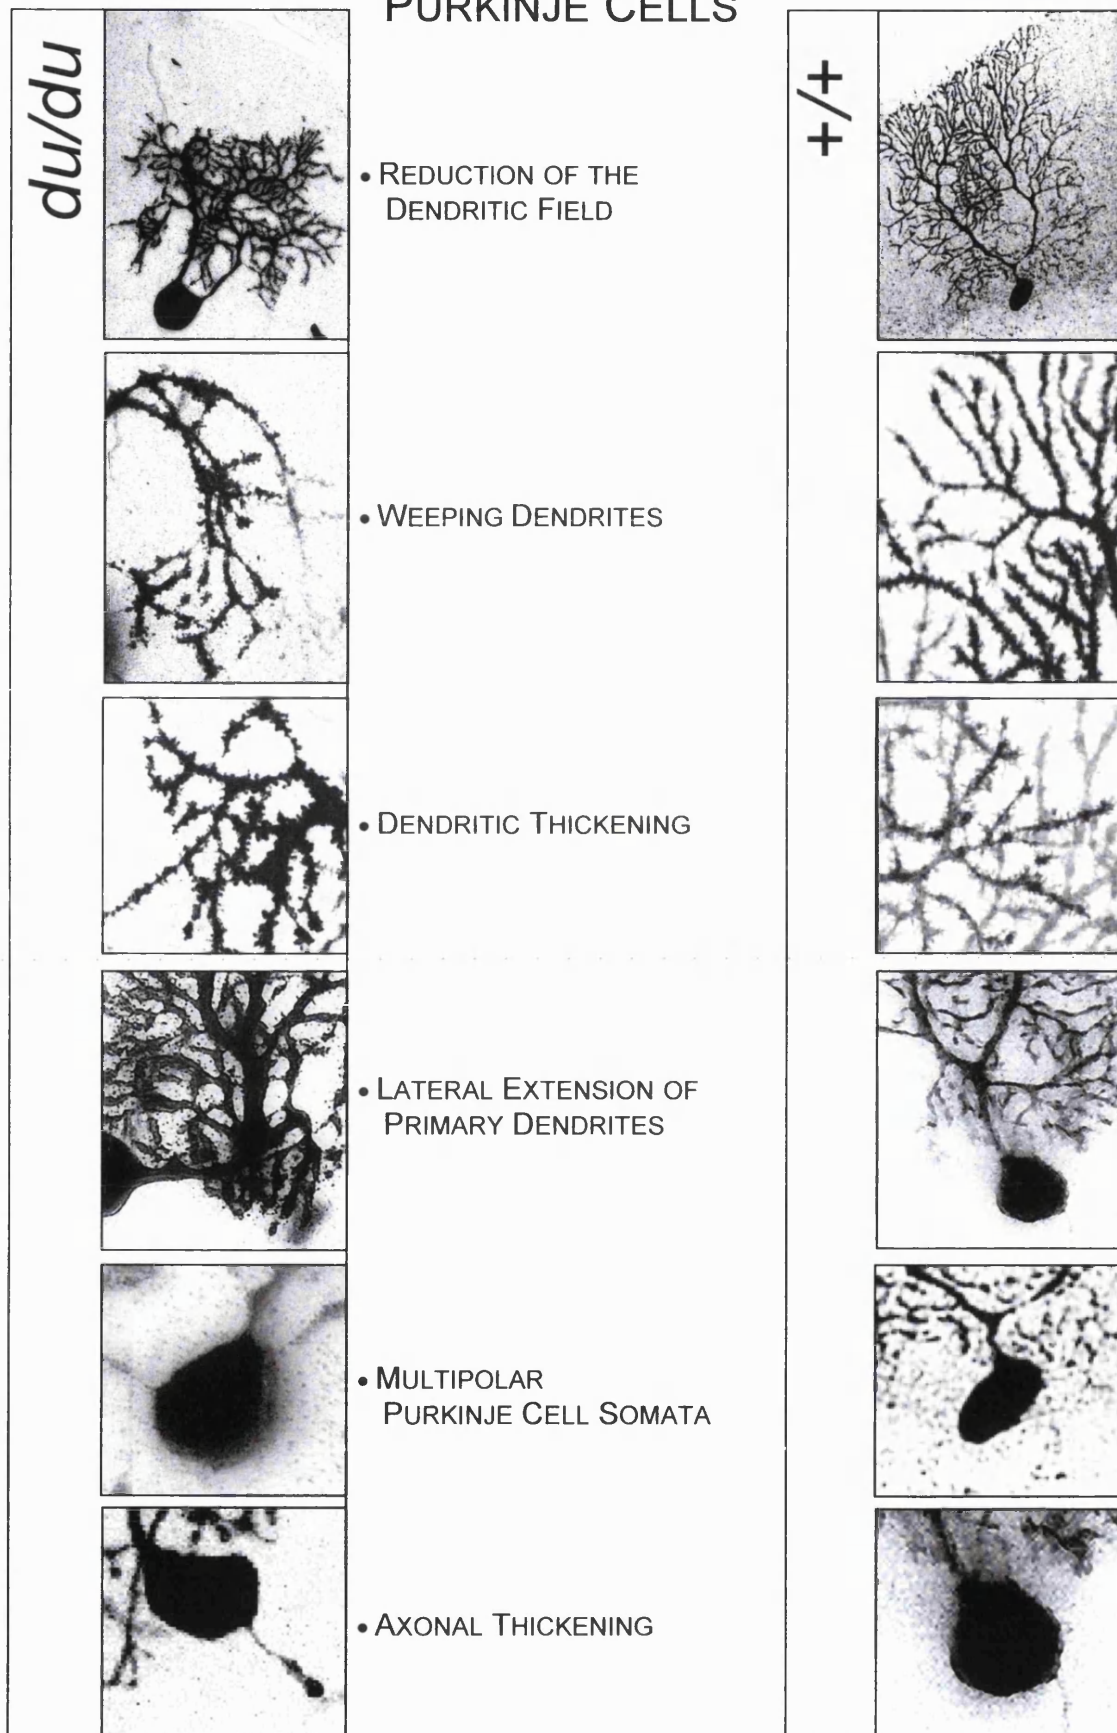 PURKINJE CELLS
du/du
+/+
• REDUCTION OF THE
DENDRITIC FIELD
• WEEPING DENDRITES
• DENDRITIC THICKENING
• LATERAL EXTENSION OF
PRIMARY DENDRITES
• MULTIPOLAR
PURKINJE CELL SOMATA
• AXONAL THICKENING